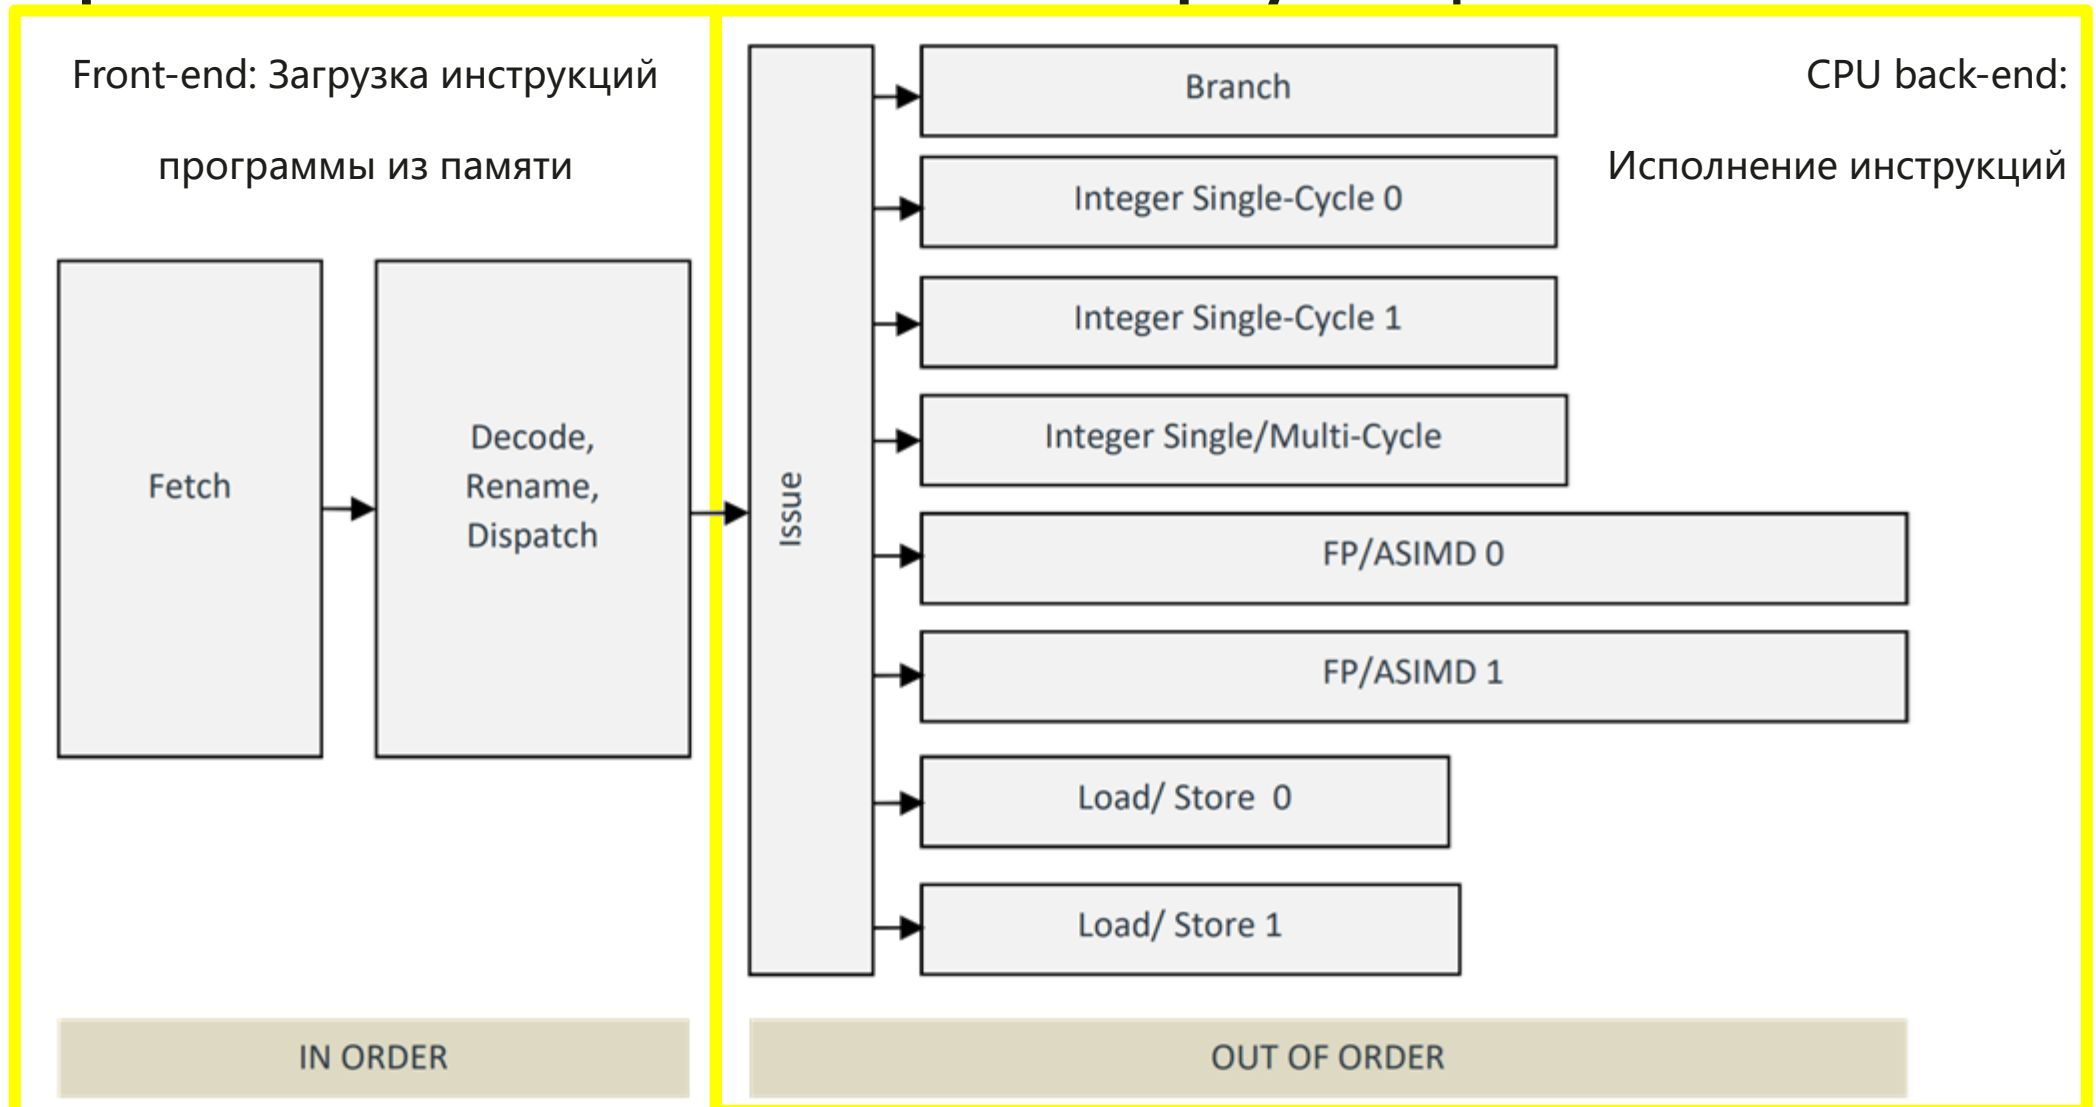 Front-end: Загрузка инструкций
программы из памяти
CPU back-end:
Исполнение инструкций
Fetch
Decode,
Rename,
Dispatch
Issue
Branch
Integer Single-Cycle 0
Integer Single-Cycle 1
Integer Single/Multi-Cycle
FP/ASIMD 0
FP/ASIMD 1
Load/ Store 0
Load/ Store 1
IN ORDER
OUT OF ORDER